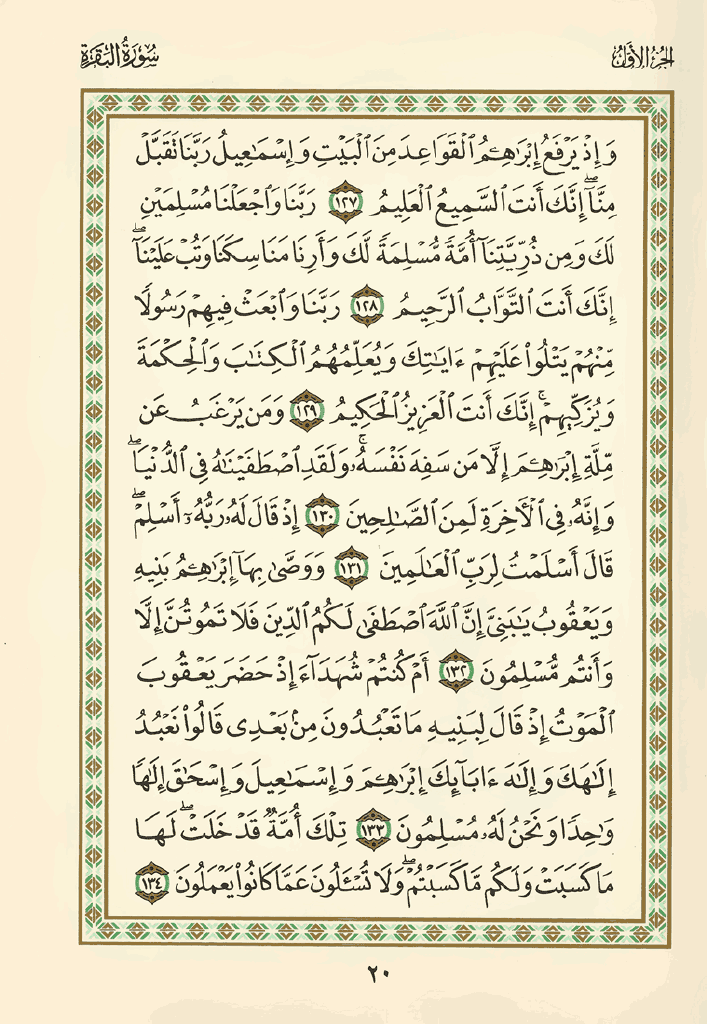 الجزء الأول
سورة البقرة
وَإِذْ يَرْفَعُ إِبْرَٰهِـۧمُ ٱلْقَوَاعِدَ مِنَ ٱلْبَيْتِ وَإِسْمَـٰعِيلُ رَبَّنَا تَقَبَّلْ
مِنَّآ ۖ إِنَّكَ أَنتَ ٱلسَّمِيعُ ٱلْعَلِيمُ ١٢٧ رَبَّنَا وَٱجْعَلْنَا مُسْلِمَيْنِ
لَكَ وَمِن ذُرِّيَّتِنَآ أُمَّةً مُّسْلِمَةً لَّكَ وَأَرِنَا مَنَاسِكَنَا وَتُبْ عَلَيْنَآ ۖ
إِنَّكَ أَنتَ ٱلتَّوَّابُ ٱلرَّحِيمُ ١٢٨ رَبَّنَا وَٱبْعَثْ فِيهِمْ رَسُولًا
مِّنْهُمْ يَتْلُوا۟ عَلَيْهِمْ ءَايَـٰتِكَ وَيُعَلِّمُهُمُ ٱلْكِتَـٰبَ وَٱلْحِكْمَةَ
وَيُزَكِّيهِمْ ۚ إِنَّكَ أَنتَ ٱلْعَزِيزُ ٱلْحَكِيمُ ١٢٩ وَمَن يَرْغَبُ عَن
مِّلَّةِ إِبْرَٰهِـۧمَ إِلَّا مَن سَفِهَ نَفْسَهُۥ ۚ وَلَقَدِ ٱصْطَفَيْنَـٰهُ فِى ٱلدُّنْيَا ۖ
وَإِنَّهُۥ فِى ٱلْـَٔاخِرَةِ لَمِنَ ٱلصَّـٰلِحِينَ ١٣٠ إِذْ قَالَ لَهُۥ رَبُّهُۥٓ أَسْلِمْ ۖ
قَالَ أَسْلَمْتُ لِرَبِّ ٱلْعَـٰلَمِينَ ١٣١ وَوَصَّىٰ بِهَآ إِبْرَٰهِـۧمُ بَنِيهِ
وَيَعْقُوبُ يَـٰبَنِىَّ إِنَّ ٱللَّهَ ٱصْطَفَىٰ لَكُمُ ٱلدِّينَ فَلَا تَمُوتُنَّ إِلَّا
وَأَنتُم مُّسْلِمُونَ ١٣٢ أَمْ كُنتُمْ شُهَدَآءَ إِذْ حَضَرَ يَعْقُوبَ
ٱلْمَوْتُ إِذْ قَالَ لِبَنِيهِ مَا تَعْبُدُونَ مِنۢ بَعْدِى قَالُوا۟ نَعْبُدُ
إِلَـٰهَكَ وَإِلَـٰهَ ءَابَآئِكَ إِبْرَٰهِـۧمَ وَإِسْمَـٰعِيلَ وَإِسْحَـٰقَ إِلَـٰهًا
وَٰحِدًا وَنَحْنُ لَهُۥ مُسْلِمُونَ ١٣٣ تِلْكَ أُمَّةٌ قَدْ خَلَتْ ۖ لَهَا
مَا كَسَبَتْ وَلَكُم مَّا كَسَبْتُمْ ۖ وَلَا تُسْـَٔلُونَ عَمَّا كَانُوا۟ يَعْمَلُونَ ١٣٤
٢٠